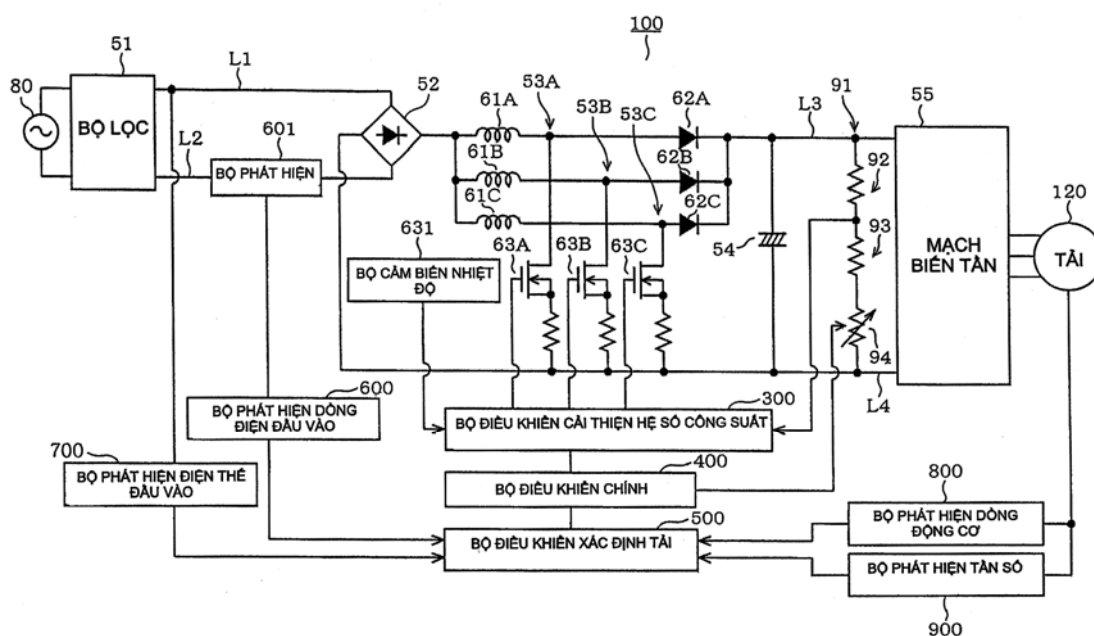 100
51
80
BỘ LỌC
L1
L2
601
BỘ PHÁT HIỆN
52
61A
61B
61C
53A
53B
53C
62A
62B
62C
L3
91
55
92
93
94
54
MẠCH
BIẾN TẦN
120
TẢI
631
BỘ CẢM BIẾN NHIỆT
ĐỘ
63A
63B
63C
L4
600
BỘ PHÁT HIỆN DÒNG
ĐIỆN ĐẦU VÀO
300
BỘ ĐIỀU KHIỂN CẢI THIỆN HỆ SỐ CÔNG SUẤT
700
BỘ PHÁT HIỆN ĐIỆN THẾ
ĐẦU VÀO
400
BỘ ĐIỀU KHIỂN CHÍNH
500
BỘ ĐIỀU KHIỂN XÁC ĐỊNH TẢI
800
BỘ PHÁT HIỆN DÒNG
ĐỘNG CƠ
BỘ PHÁT HIỆN TẦN SỐ
900